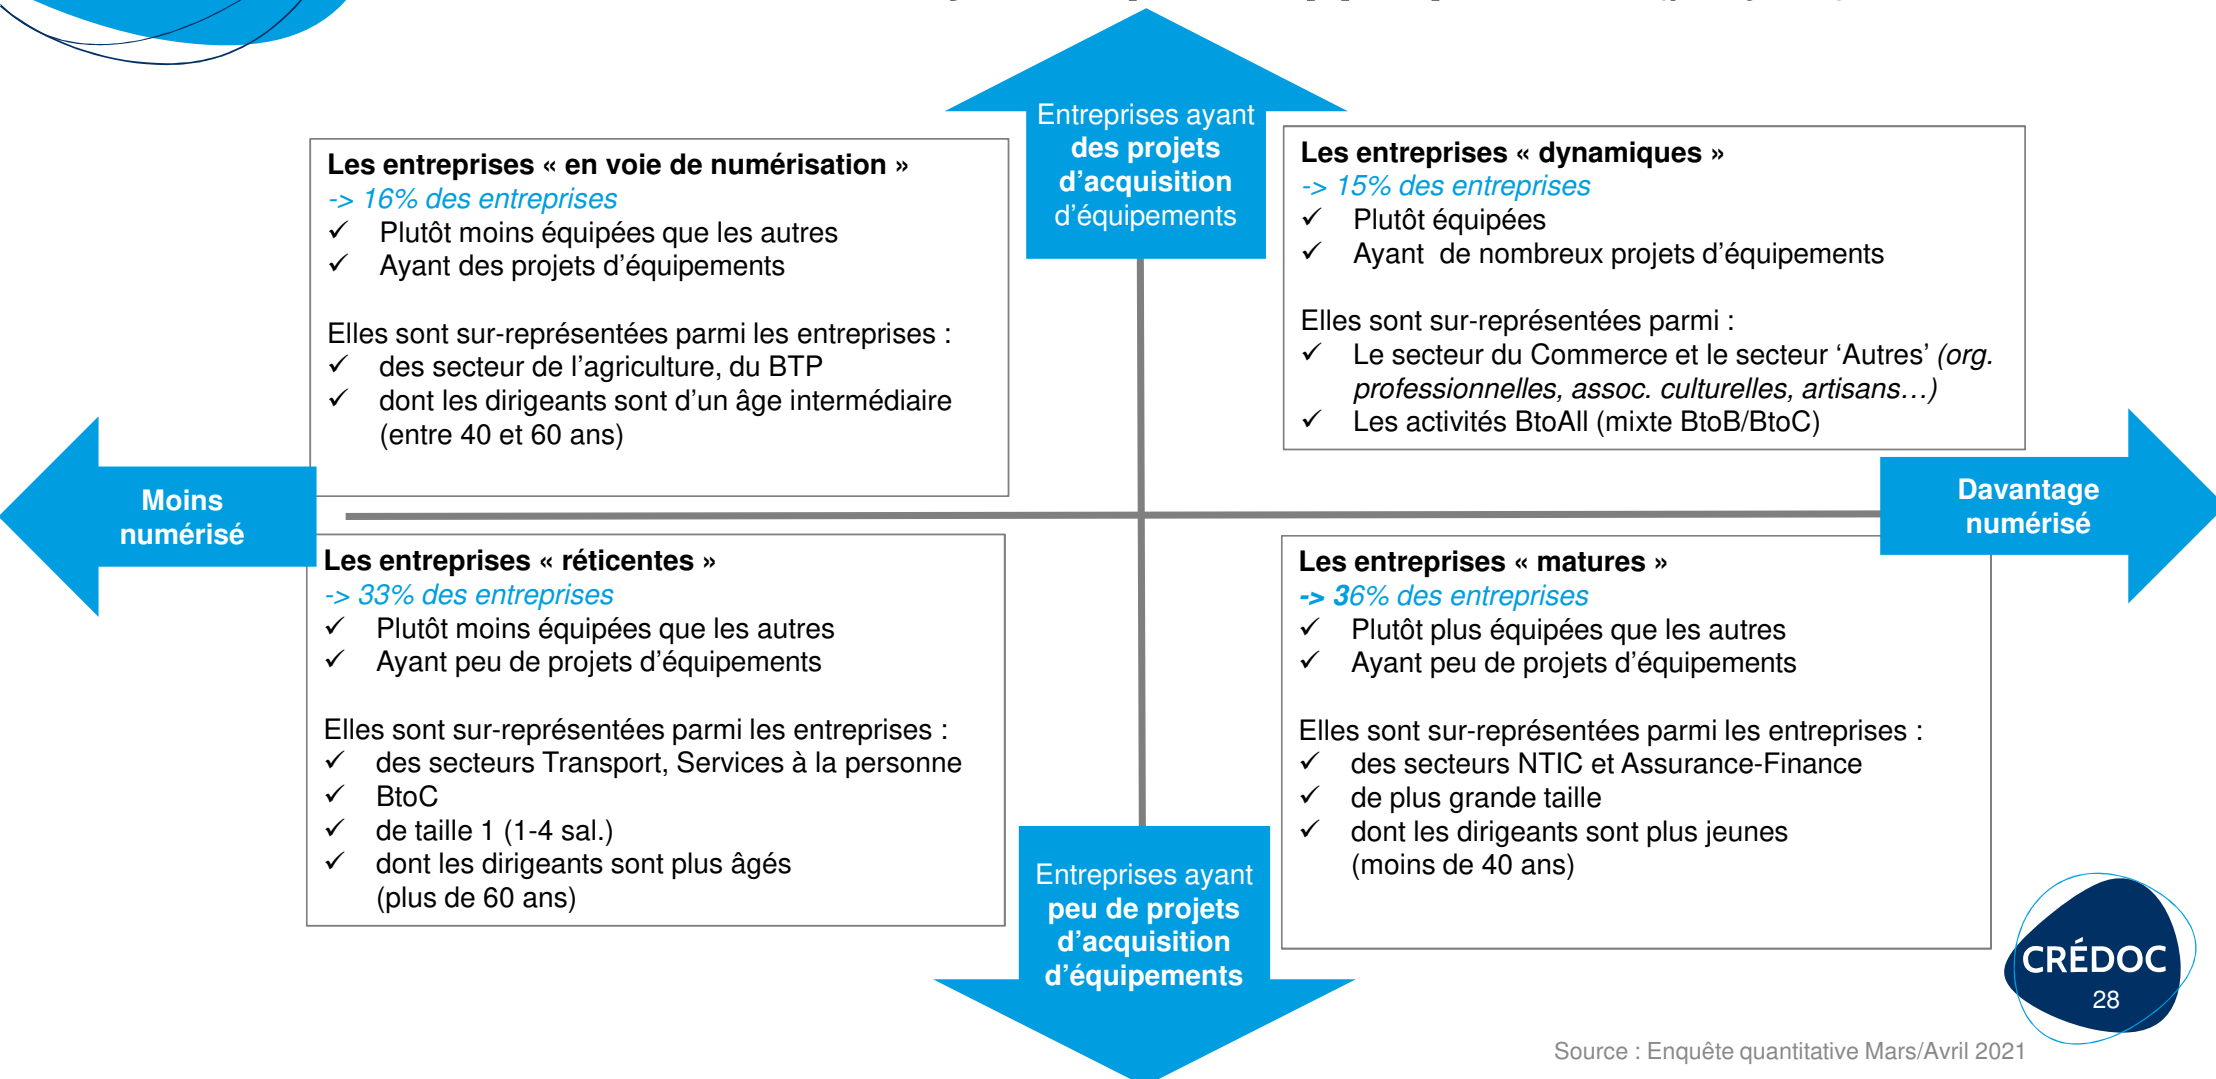 Entreprises ayant
des projets
d’acquisition
d’équipements
Les entreprises « en voie de numérisation »
-> 16% des entreprises
✓ Plutôt moins équipées que les autres
✓ Ayant des projets d’équipements
Elles sont sur-représentées parmi les entreprises :
✓ des secteur de l’agriculture, du BTP
✓ dont les dirigeants sont d’un âge intermédiaire
(entre 40 et 60 ans)
Les entreprises « dynamiques »
-> 15% des entreprises
✓ Plutôt équipées
✓ Ayant de nombreux projets d’équipements
Elles sont sur-représentées parmi :
✓ Le secteur du Commerce et le secteur ‘Autres’ (org.
professionnelles, assoc. culturelles, artisans…)
✓ Les activités BtoAll (mixte BtoB/BtoC)
Moins
numérisé
Davantage
numérisé
Les entreprises « réticentes »
-> 33% des entreprises
✓ Plutôt moins équipées que les autres
✓ Ayant peu de projets d’équipements
Elles sont sur-représentées parmi les entreprises :
✓ des secteurs Transport, Services à la personne
✓ BtoC
✓ de taille 1 (1-4 sal.)
✓ dont les dirigeants sont plus âgés
(plus de 60 ans)
Les entreprises « matures »
-> 36% des entreprises
✓ Plutôt plus équipées que les autres
✓ Ayant peu de projets d’équipements
Elles sont sur-représentées parmi les entreprises :
✓ des secteurs NTIC et Assurance-Finance
✓ de plus grande taille
✓ dont les dirigeants sont plus jeunes
(moins de 40 ans)
Entreprises ayant
peu de projets
d’acquisition
d’équipements
CRÉDOC
28
Source : Enquête quantitative Mars/Avril 2021